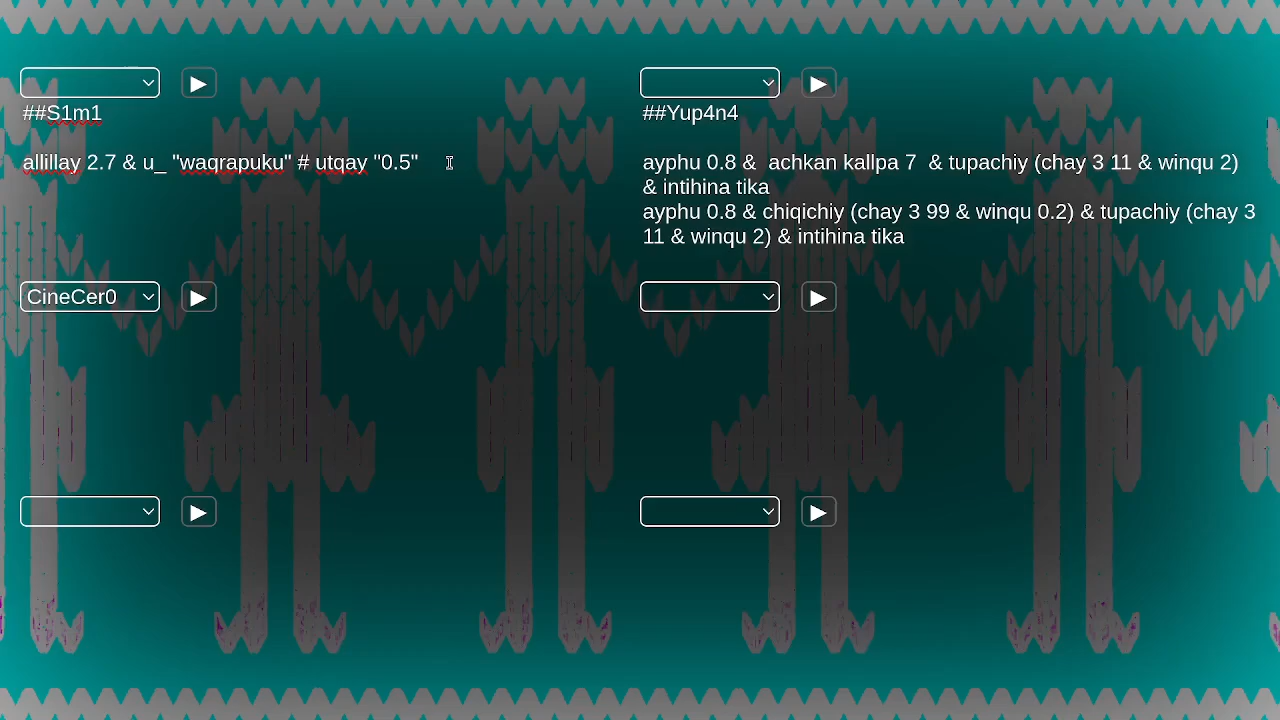 ##S1m1
allillay 2.7 & u_ "waqrapuku" # utqay "0.5"
##Yup4n4
ayphu 0.8 &  achkan kallpa 7  & tupachiy (chay 3 11 & winqu 2)
& intihina tika
ayphu 0.8 & chiqichiy (chay 3 99 & winqu 0.2) & tupachiy (chay 3
11 & winqu 2) & intihina tika
CineCer0